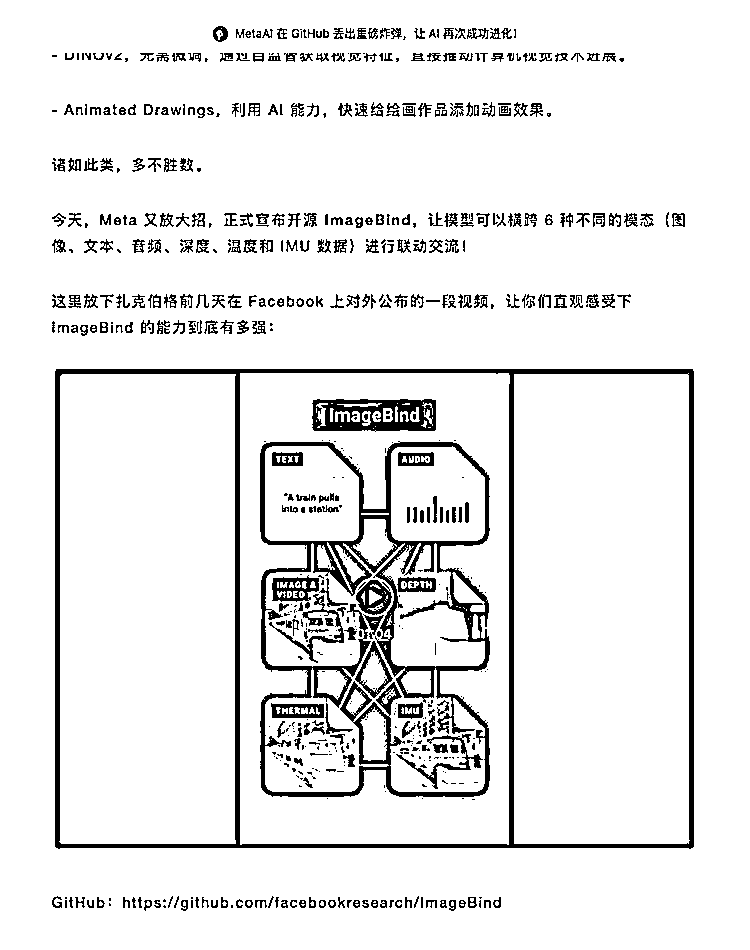 MetaAI 在 GitHub 丢出重磅炸弹，让 AI 再次成功进化！
- DINOv2，无需微调，通过自监督获取视觉特征，直接推动计算机视觉技术进展。
- Animated Drawings，利用 AI 能力，快速给绘画作品添加动画效果。
诸如此类，多不胜数。
今天，Meta 又放大招，正式宣布开源 ImageBind，让模型可以横跨 6 种不同的模态（图
像、文本、音频、深度、温度和 IMU 数据）进行联动交流！
这里放下扎克伯格前几天在 Facebook 上对外公布的一段视频，让你们直观感受下
ImageBind 的能力到底有多强：
ImageBind
TEXT
AUDIO
"A train pulls
into a station"
IMAGE &
VIDEO
DEPTH
01:04
THERMAL
IMU
GitHub：https://github.com/facebookresearch/ImageBind